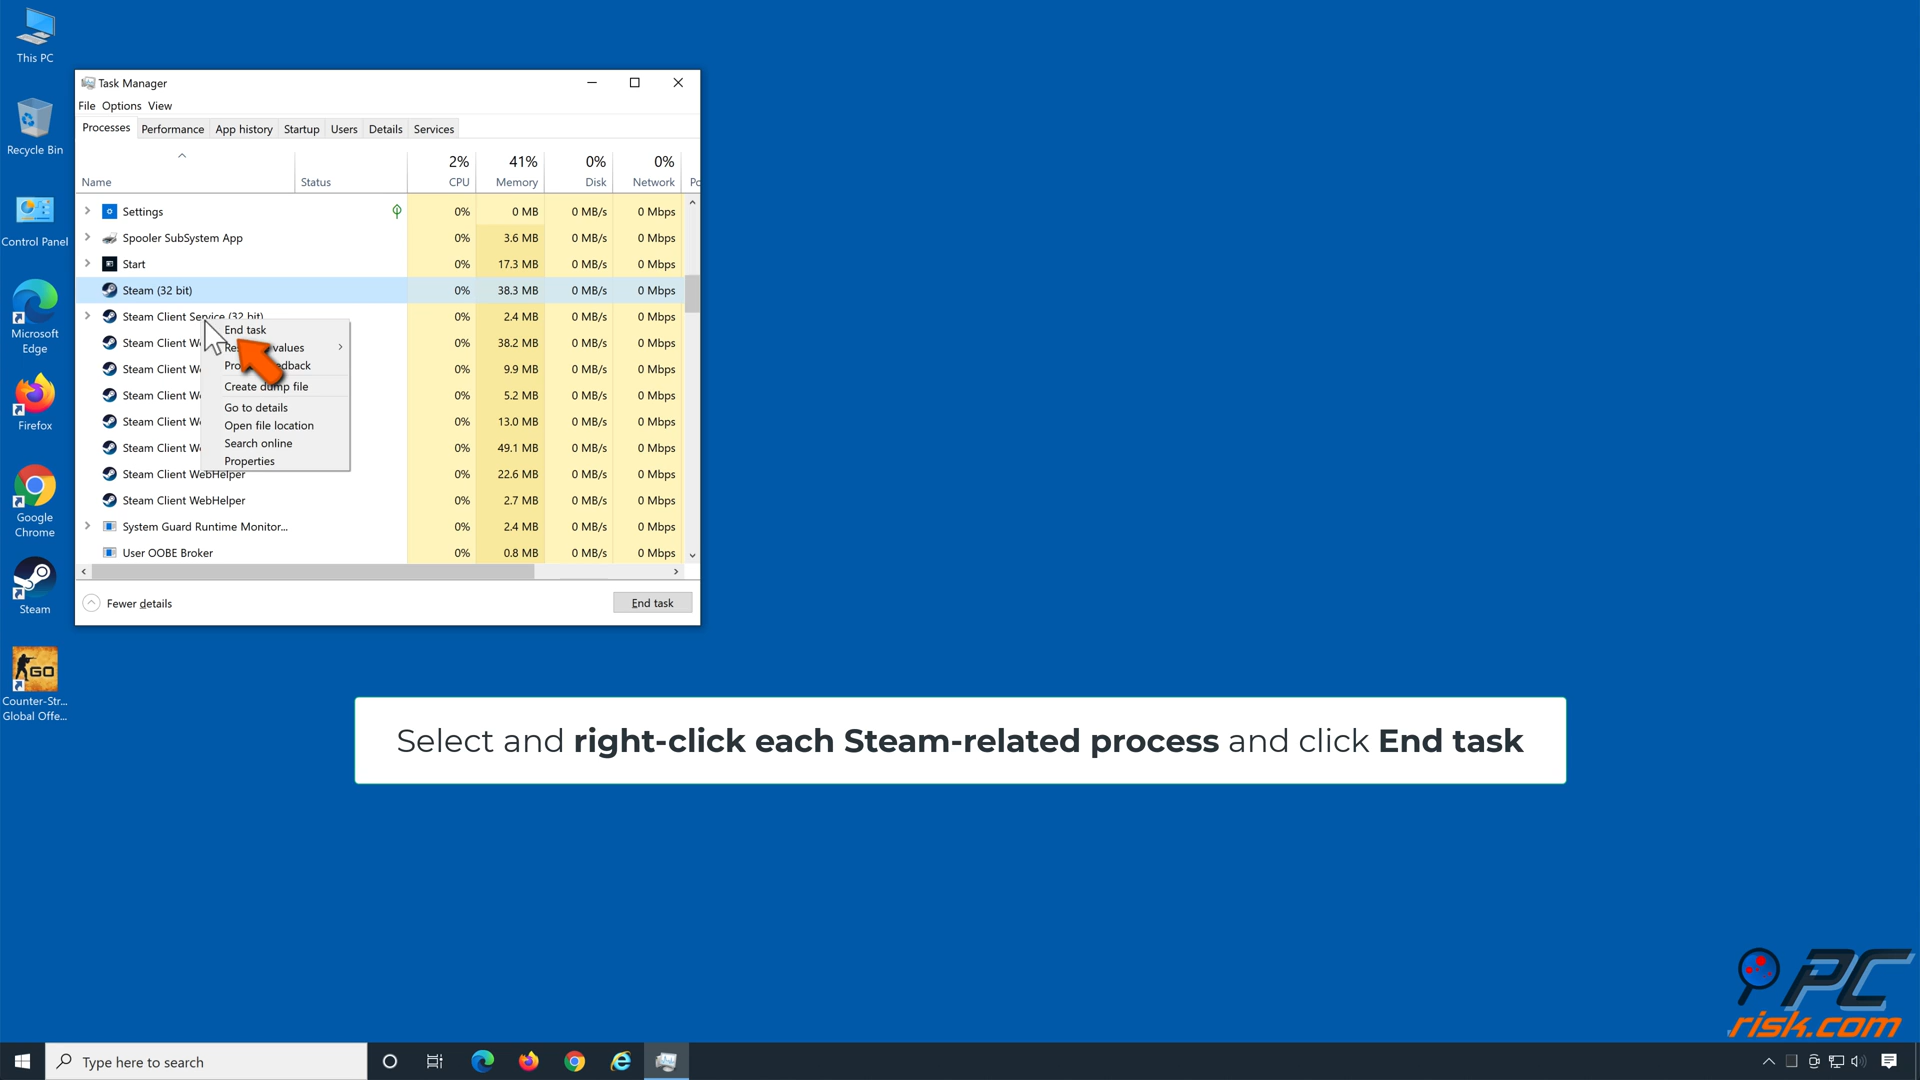 This PC
Recycle Bin
Control Panel
Microsoft
Edge
Firefox
Google
Chrome
Steam
GO
Counter-Str...
Global Offe...
Task Manager
File Options View
Processes Performance App history Startup Users Details Services
2% 41% 0% 0%
Name Status CPU Memory Disk Network Po
Settings 0% 0 MB 0 MB/s 0 Mbps
Spooler SubSystem App 0% 3.6 MB 0 MB/s 0 Mbps
Start 0% 17.3 MB 0 MB/s 0 Mbps
Steam (32 bit) 0% 38.3 MB 0 MB/s 0 Mbps
Steam Client Service (32 bit) 0% 2.4 MB 0 MB/s 0 Mbps
Steam Client We 0% 38.2 MB 0 MB/s 0 Mbps
Steam Client We 0% 9.9 MB 0 MB/s 0 Mbps
Steam Client We 0% 5.2 MB 0 MB/s 0 Mbps
Steam Client We 0% 13.0 MB 0 MB/s 0 Mbps
Steam Client We 0% 49.1 MB 0 MB/s 0 Mbps
Steam Client WebHelper 0% 22.6 MB 0 MB/s 0 Mbps
Steam Client WebHelper 0% 2.7 MB 0 MB/s 0 Mbps
System Guard Runtime Monitor... 0% 2.4 MB 0 MB/s 0 Mbps
User OOBE Broker 0% 0.8 MB 0 MB/s 0 Mbps
End task
values
Create dump file
Go to details
Open file location
Search online
Properties
Fewer details
End task
Select and right-click each Steam-related process and click End task
PC
risk.com
Type here to search